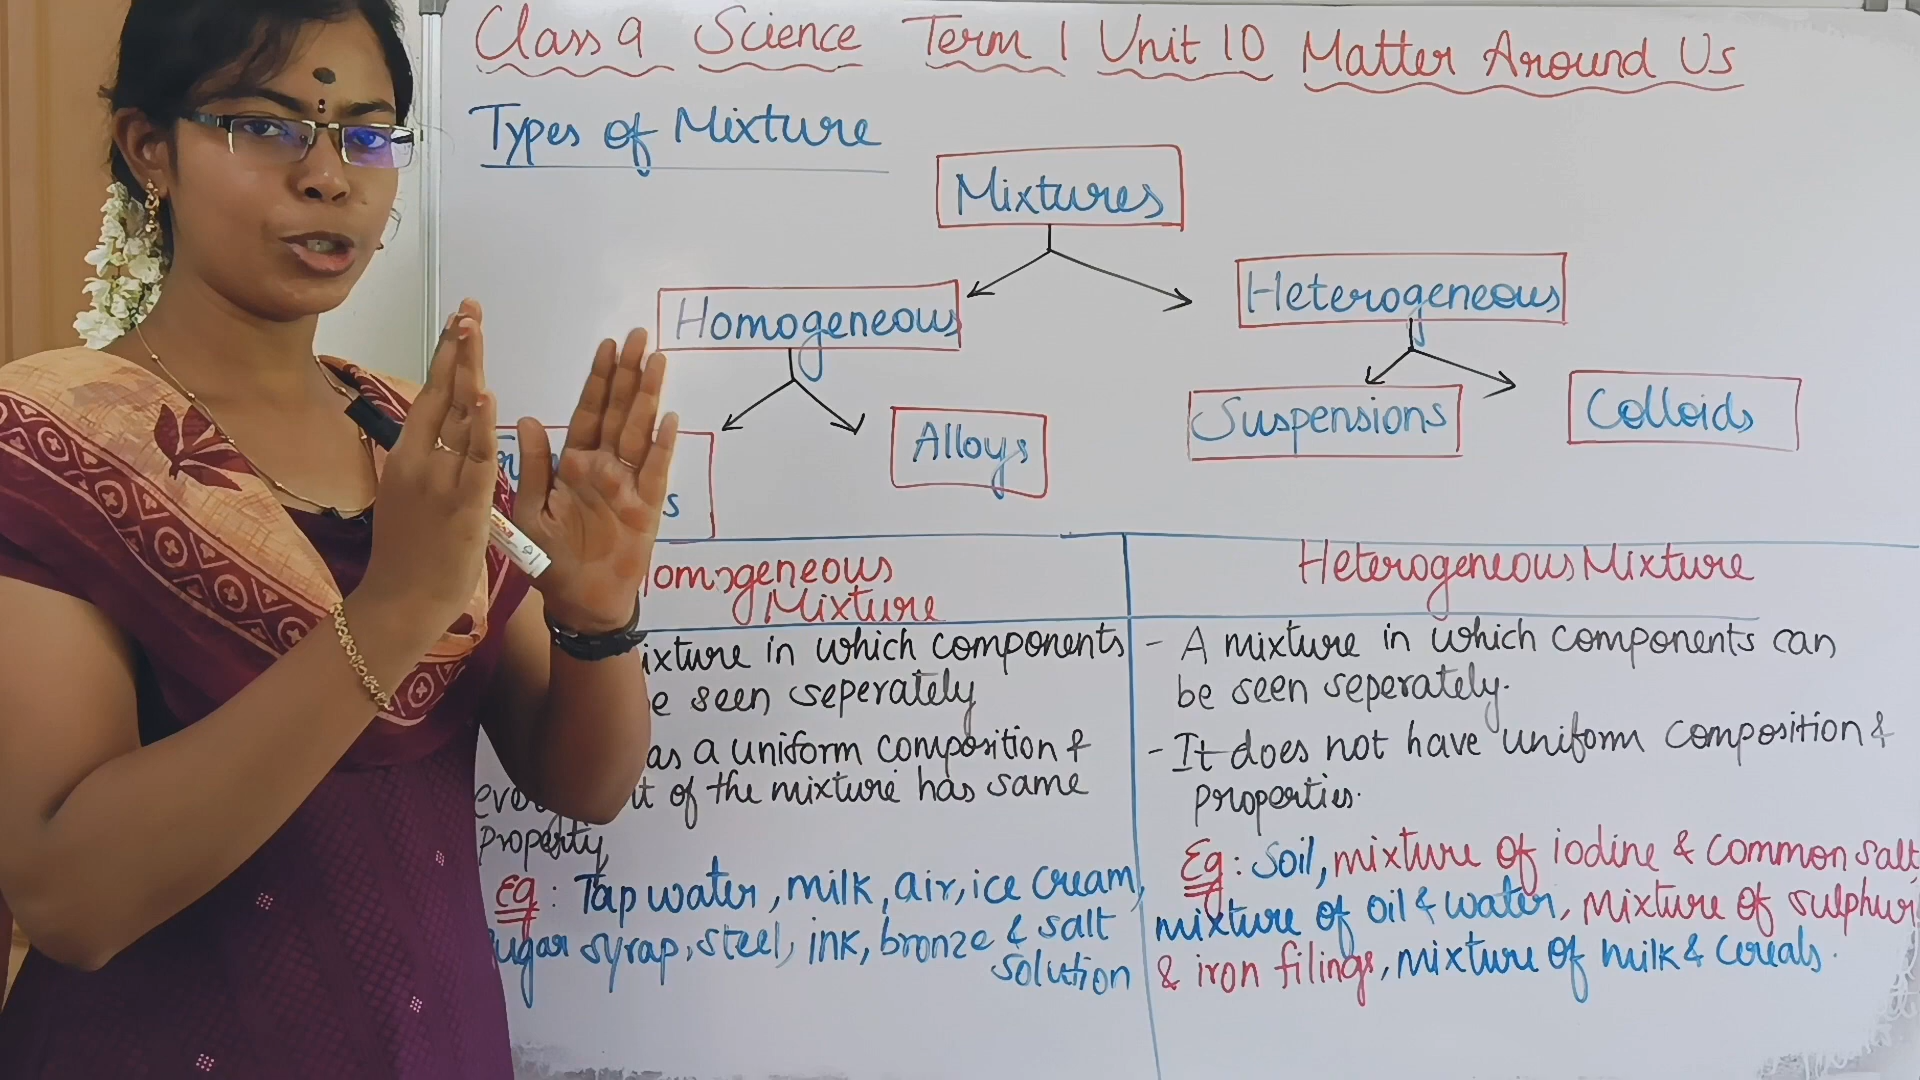 Class 9 Science Term 1 Unit 10 Matter Around Us
Types of Mixture
Mixtures
Homogeneous
Heterogeneous
Alloys
Suspensions
Colloids
omogeneous
Mixture
Heterogeneous Mixture
ixture in which components
e seen seperately
as a uniform composition &
of the mixture has same
Property
Eg: Tap water, milk, air, ice cream,
sugar syrap, steel, ink, bronze & salt
solution
- A mixture in which components can
be seen seperately.
- It does not have uniform composition &
properties.
Eg: Soil, mixture of iodine & common salt,
mixture of oil & water, Mixture of sulphur
& iron filings, mixture of milk & cereals.